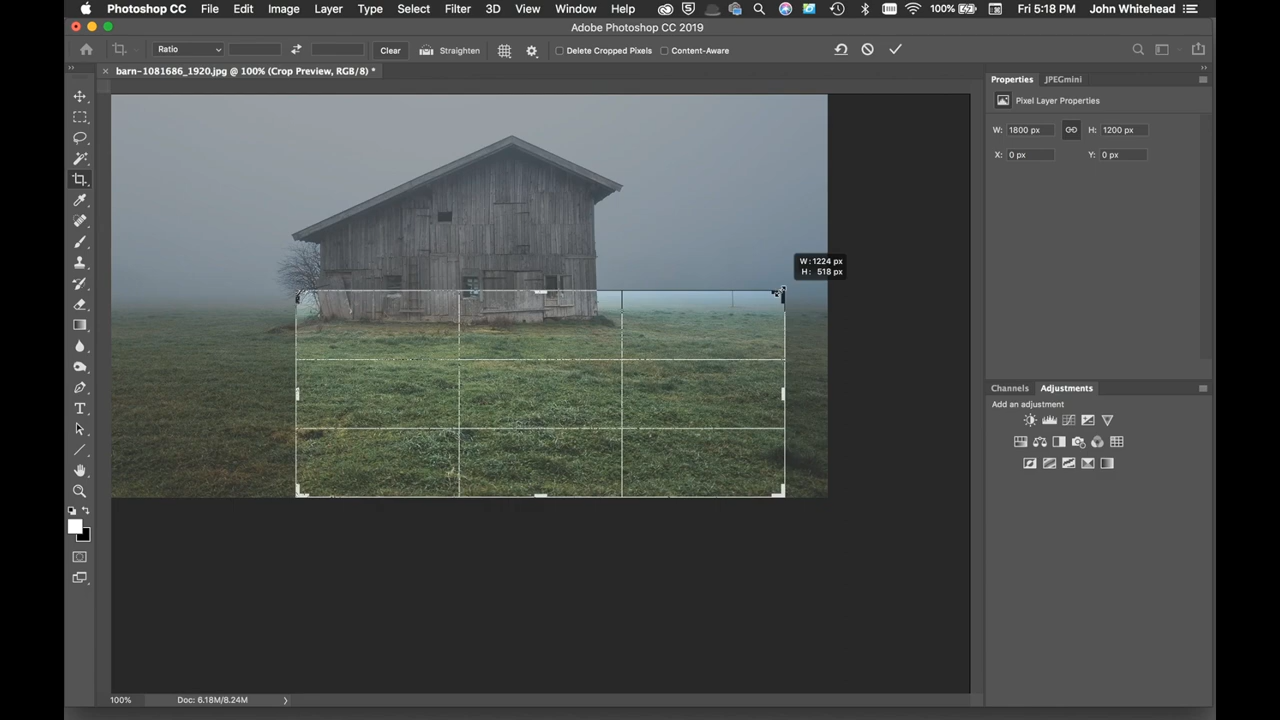 Photoshop CC File Edit Image Layer Type Select Filter 3D View Window Help 100% Fri 5:18 PM John Whitehead
Adobe Photoshop CC 2019
Ratio Clear Straighten Delete Cropped Pixels Content-Aware
barn-1081686_1920.jpg @ 100% (Crop Preview, RGB/8) *
Properties JPEGmini
Pixel Layer Properties
W: 1800 px H: 1200 px
X: 0 px Y: 0 px
W: 1224 px
H: 518 px
Channels Adjustments
Add an adjustment
100% Doc: 6.18M/8.24M